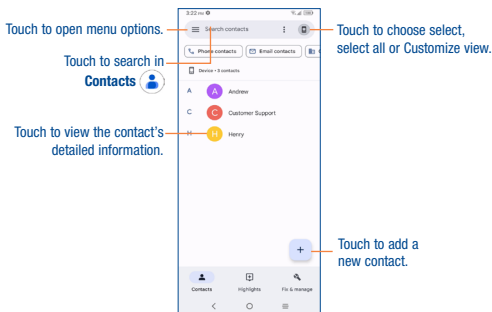 3:22 PM
Touch to open menu options.
Search contacts
Touch to choose select,
select all or Customize view.
Touch to search in
Contacts
Phone contacts
Email contacts
Device • 3 contacts
A
A
Andrew
C
C
Customer Support
Touch to view the contact's
detailed information.
H
H
Henry
+
Touch to add a
new contact.
Contacts
Highlights
Fix & manage